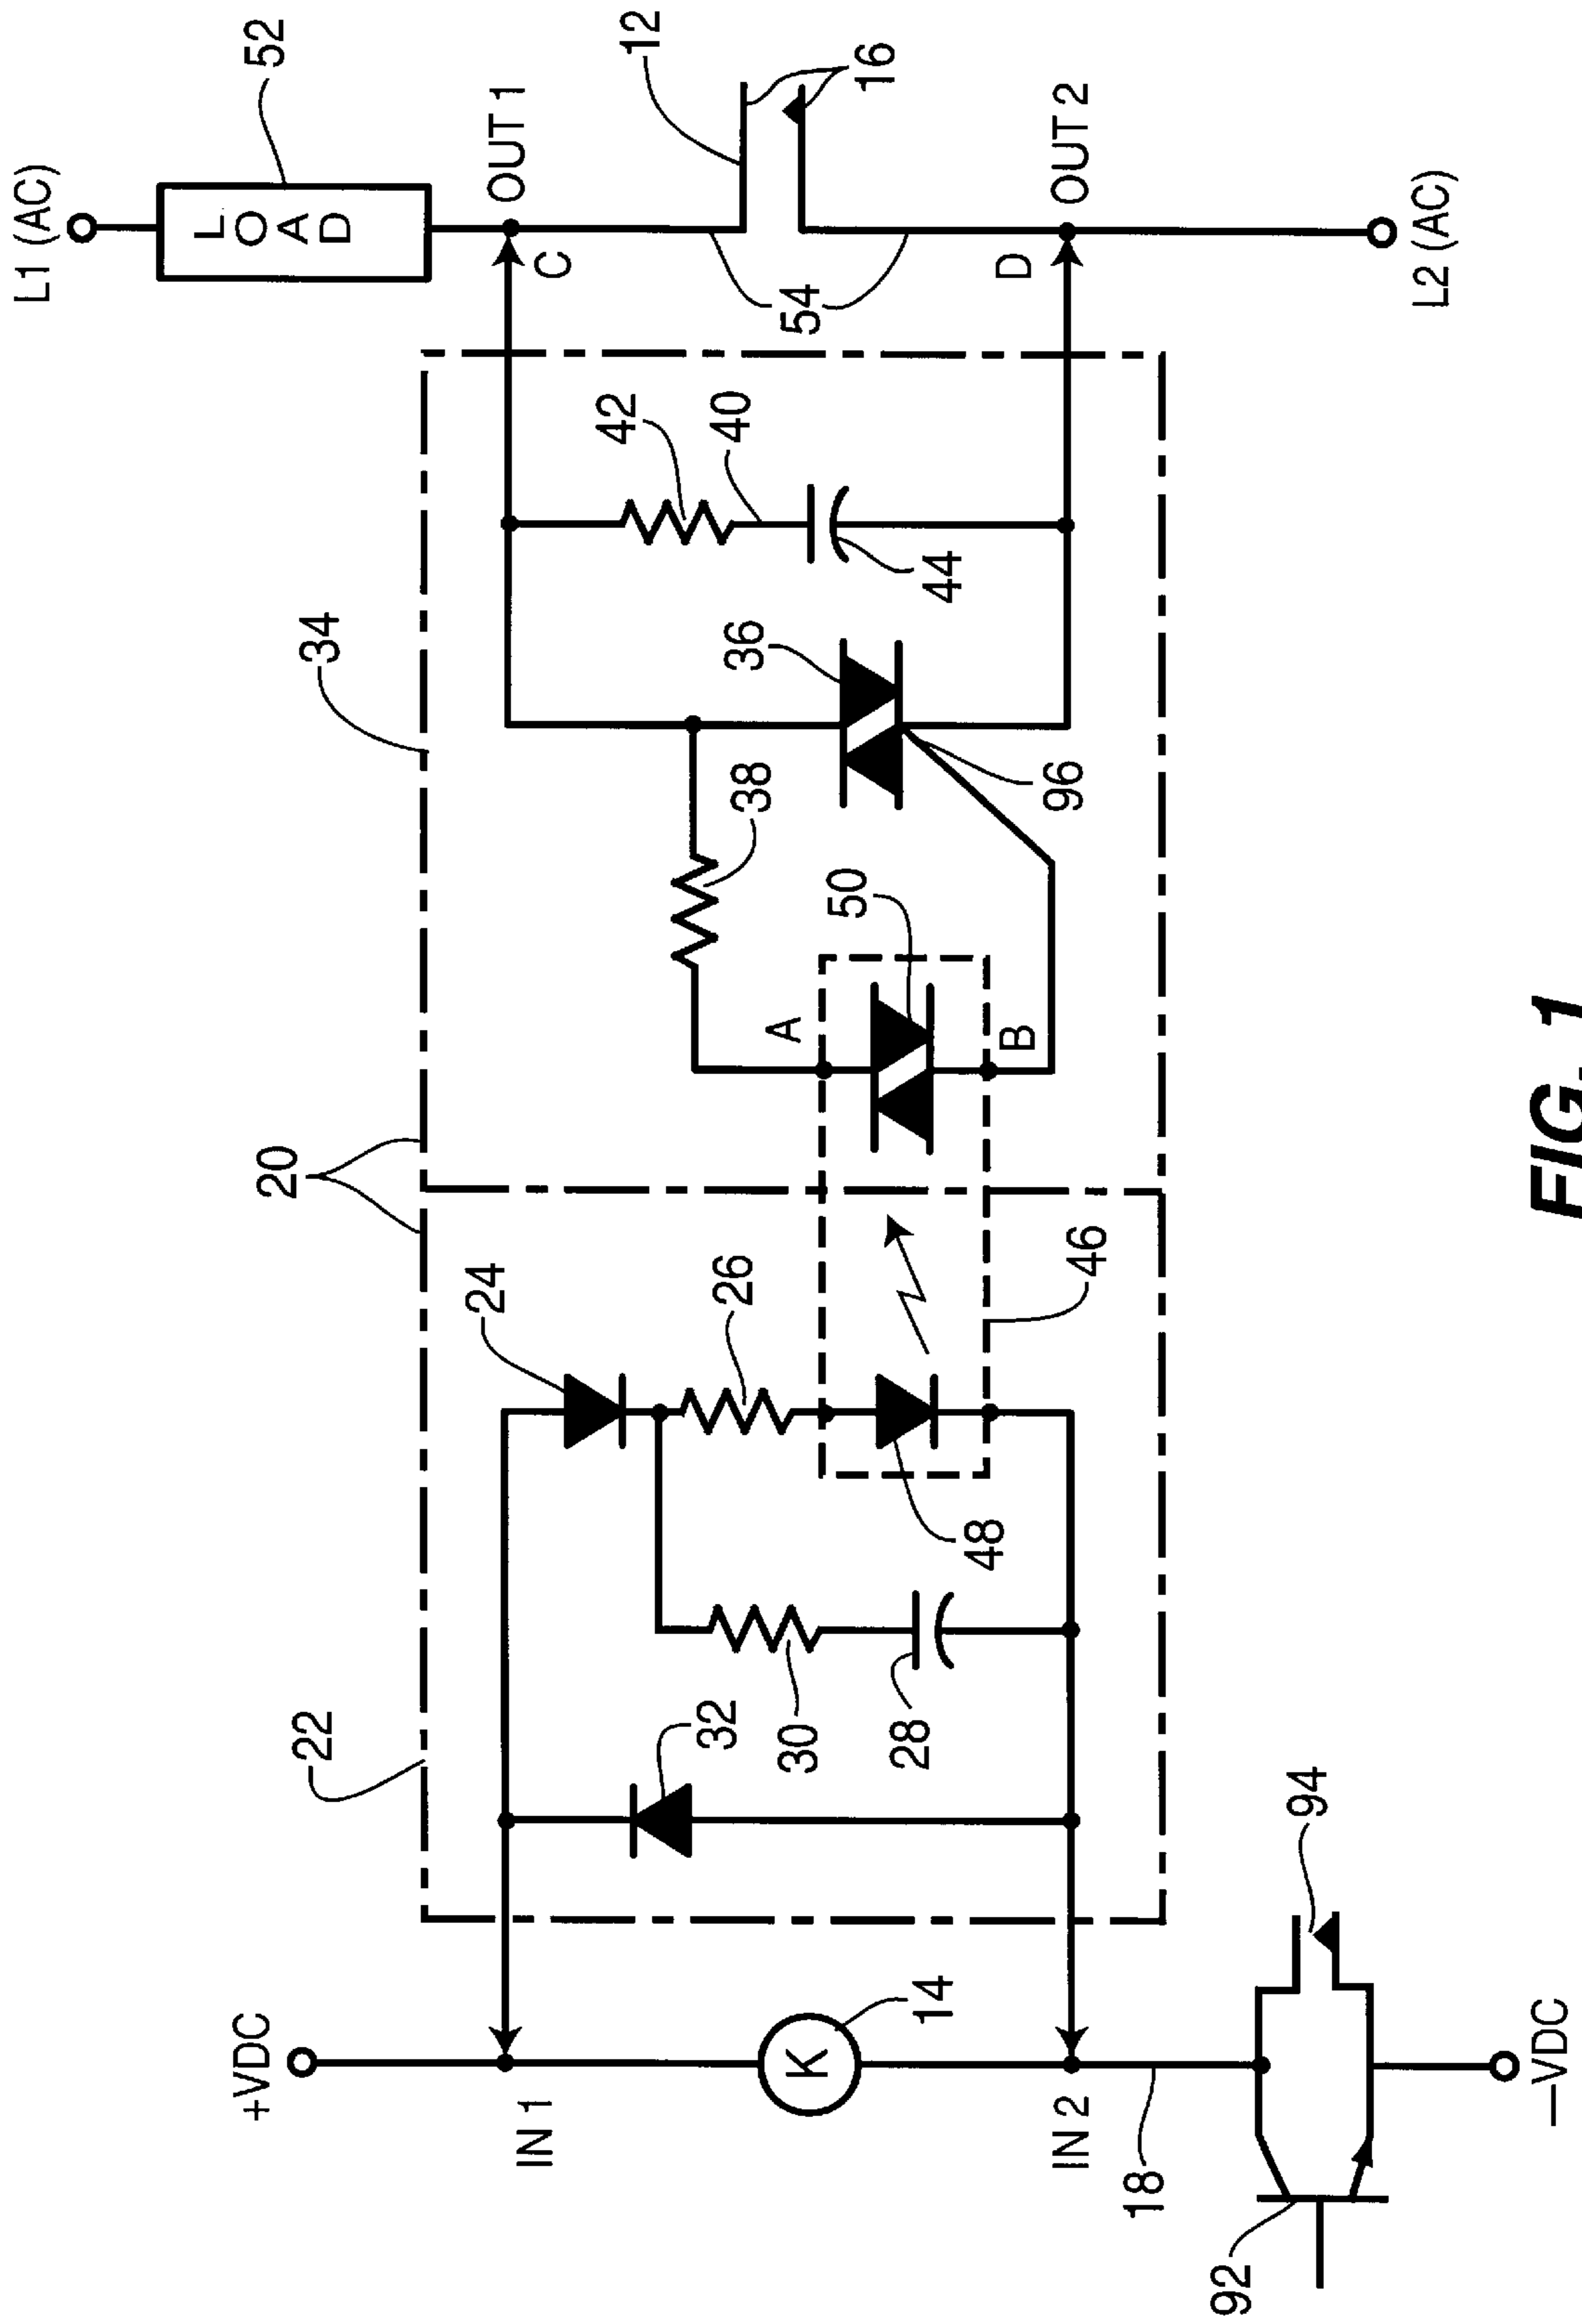 L1 (AC)
52
LOAD
OUT 1
12
16
C
54
D
OUT 2
L2 (AC)
34
42
40
44
36
96
38
50
A
B
20
24
26
46
48
22
30
28
32
+VDC
IN 1
K
14
IN 2
18
94
92
—VDC
FIG. 1